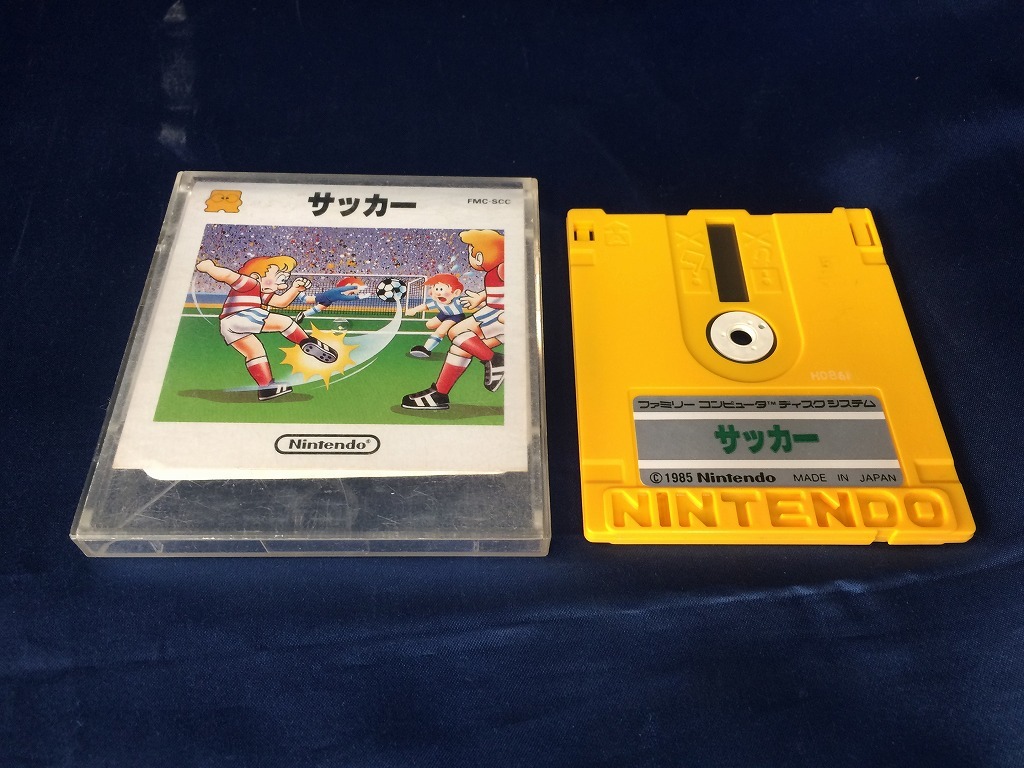 サッカー
FMC-SCC
Nintendo®
ファミリー コンピュータ™ ディスクシステム
サッカー
©1985 Nintendo MADE IN JAPAN
NINTENDO